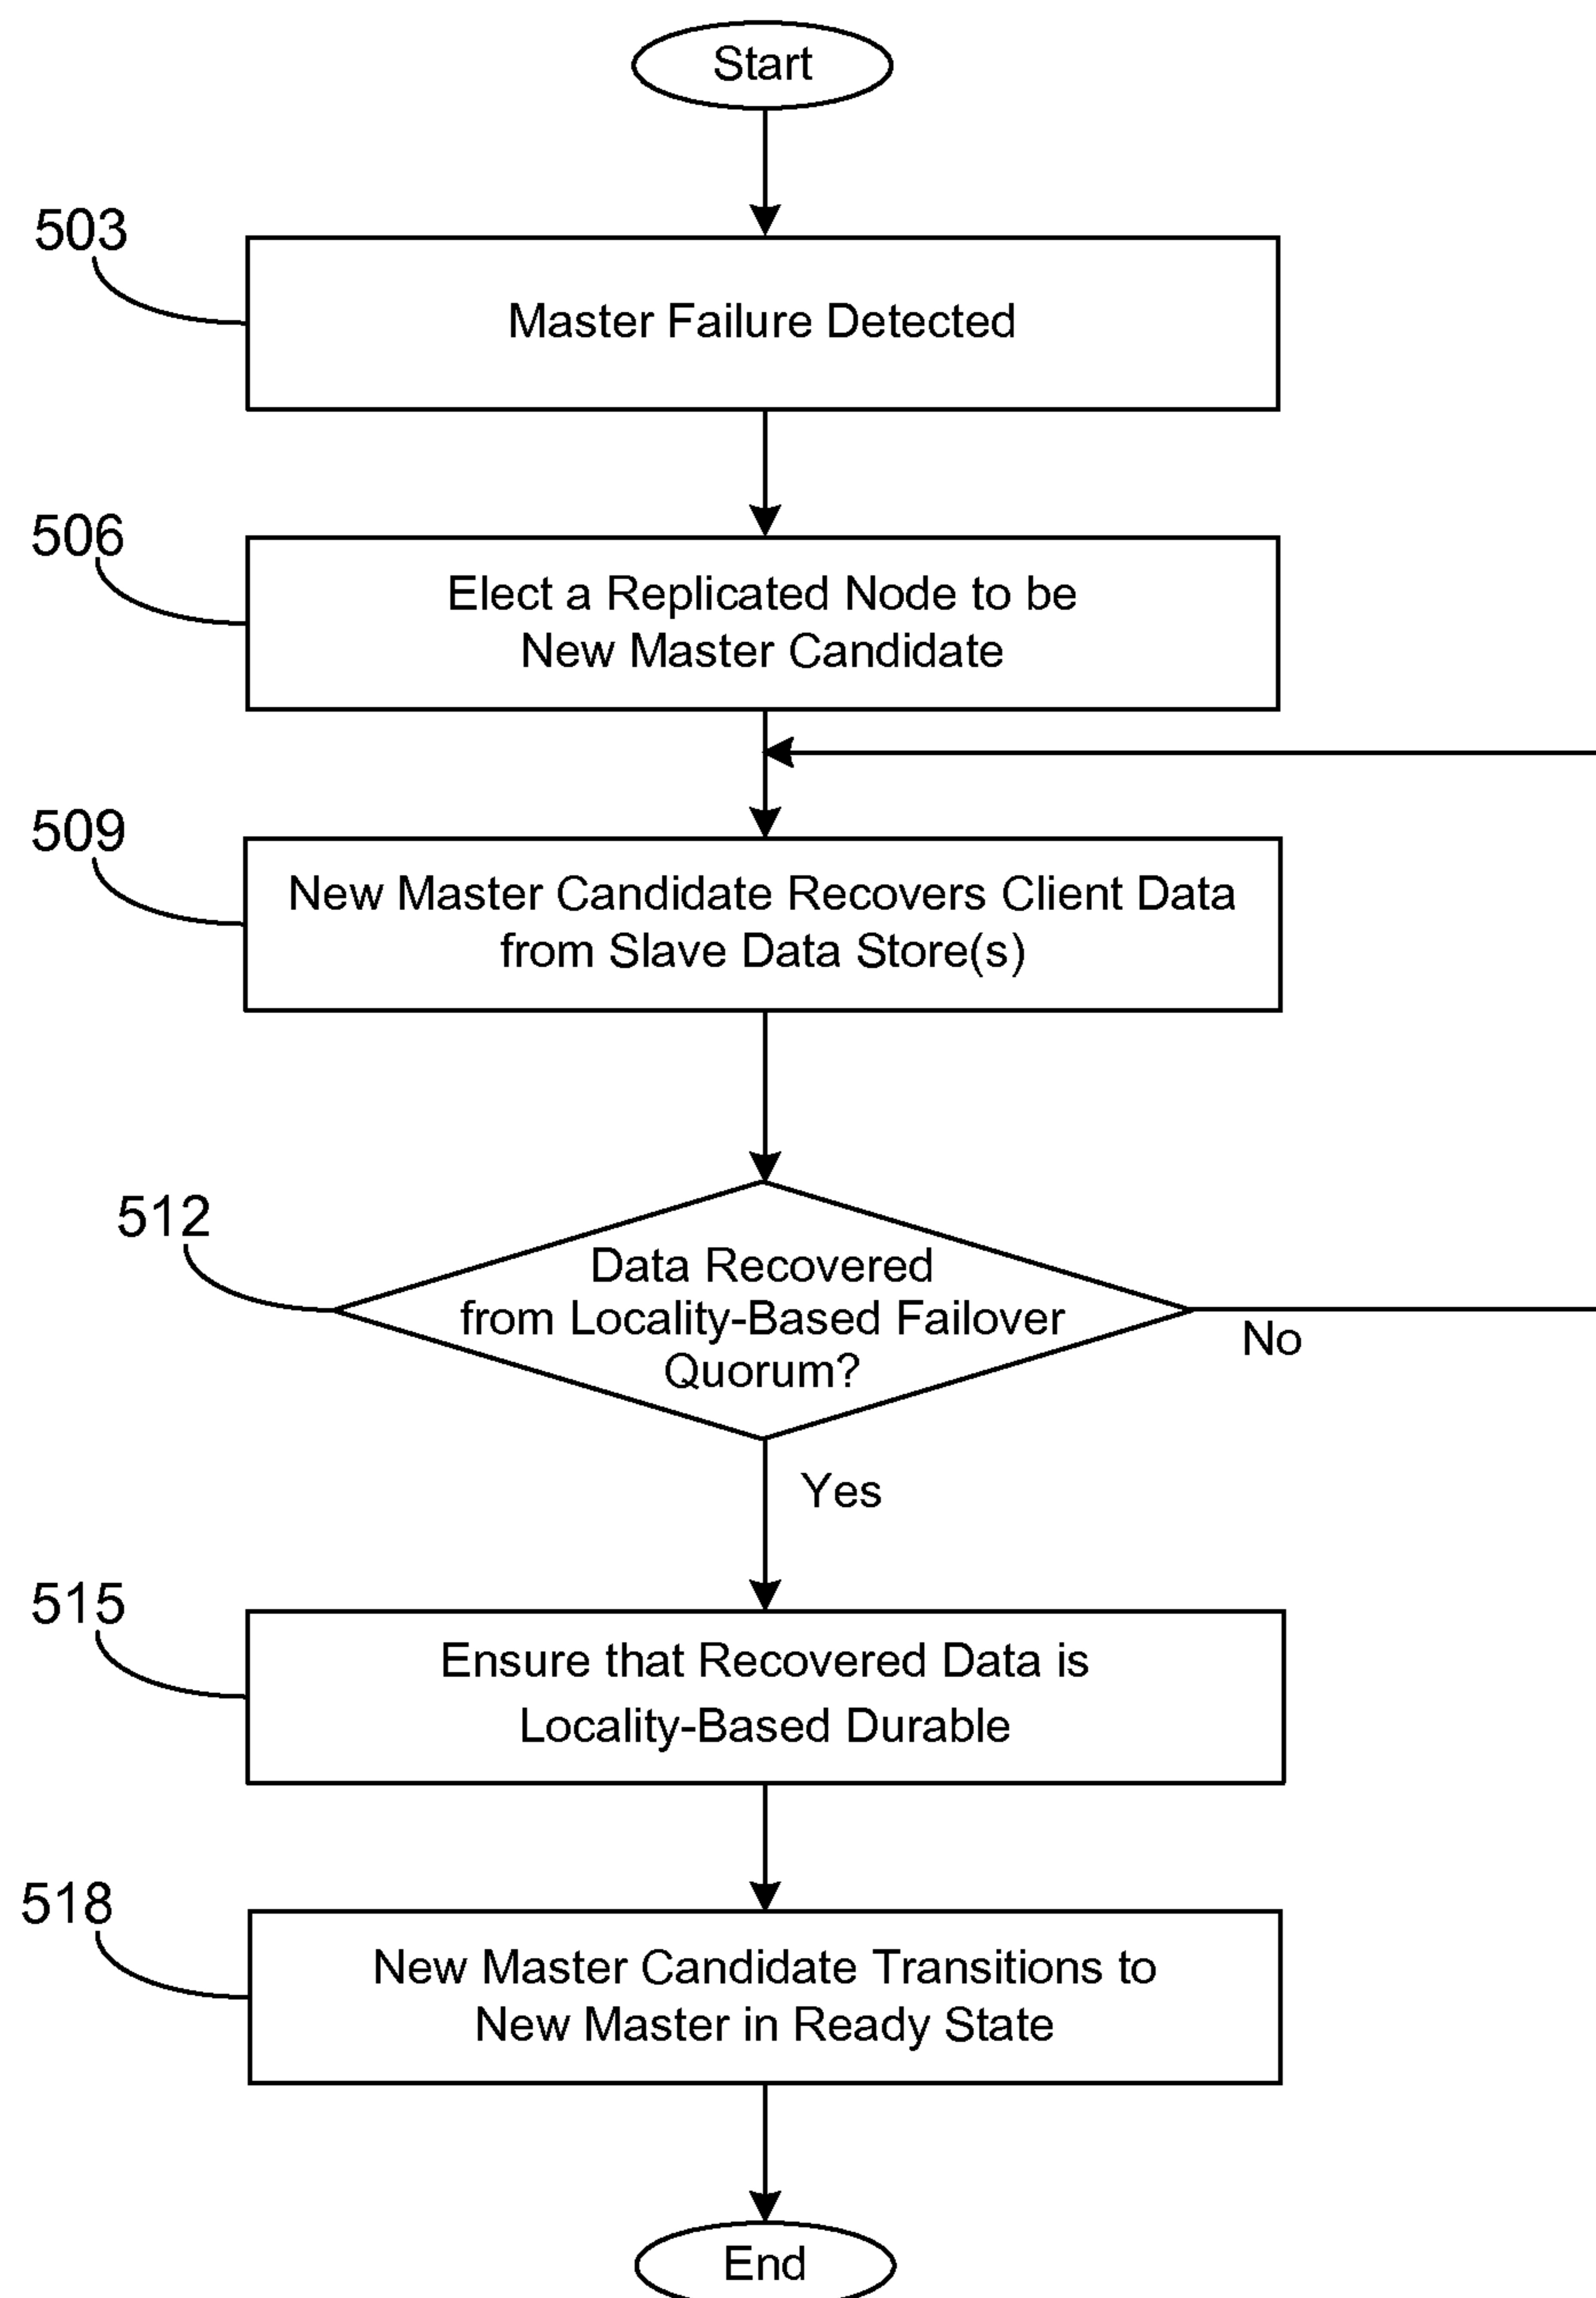 Start
503
Master Failure Detected
506
Elect a Replicated Node to be
New Master Candidate
509
New Master Candidate Recovers Client Data
from Slave Data Store(s)
512
Data Recovered
from Locality-Based Failover
Quorum?
No
Yes
515
Ensure that Recovered Data is
Locality-Based Durable
518
New Master Candidate Transitions to
New Master in Ready State
End